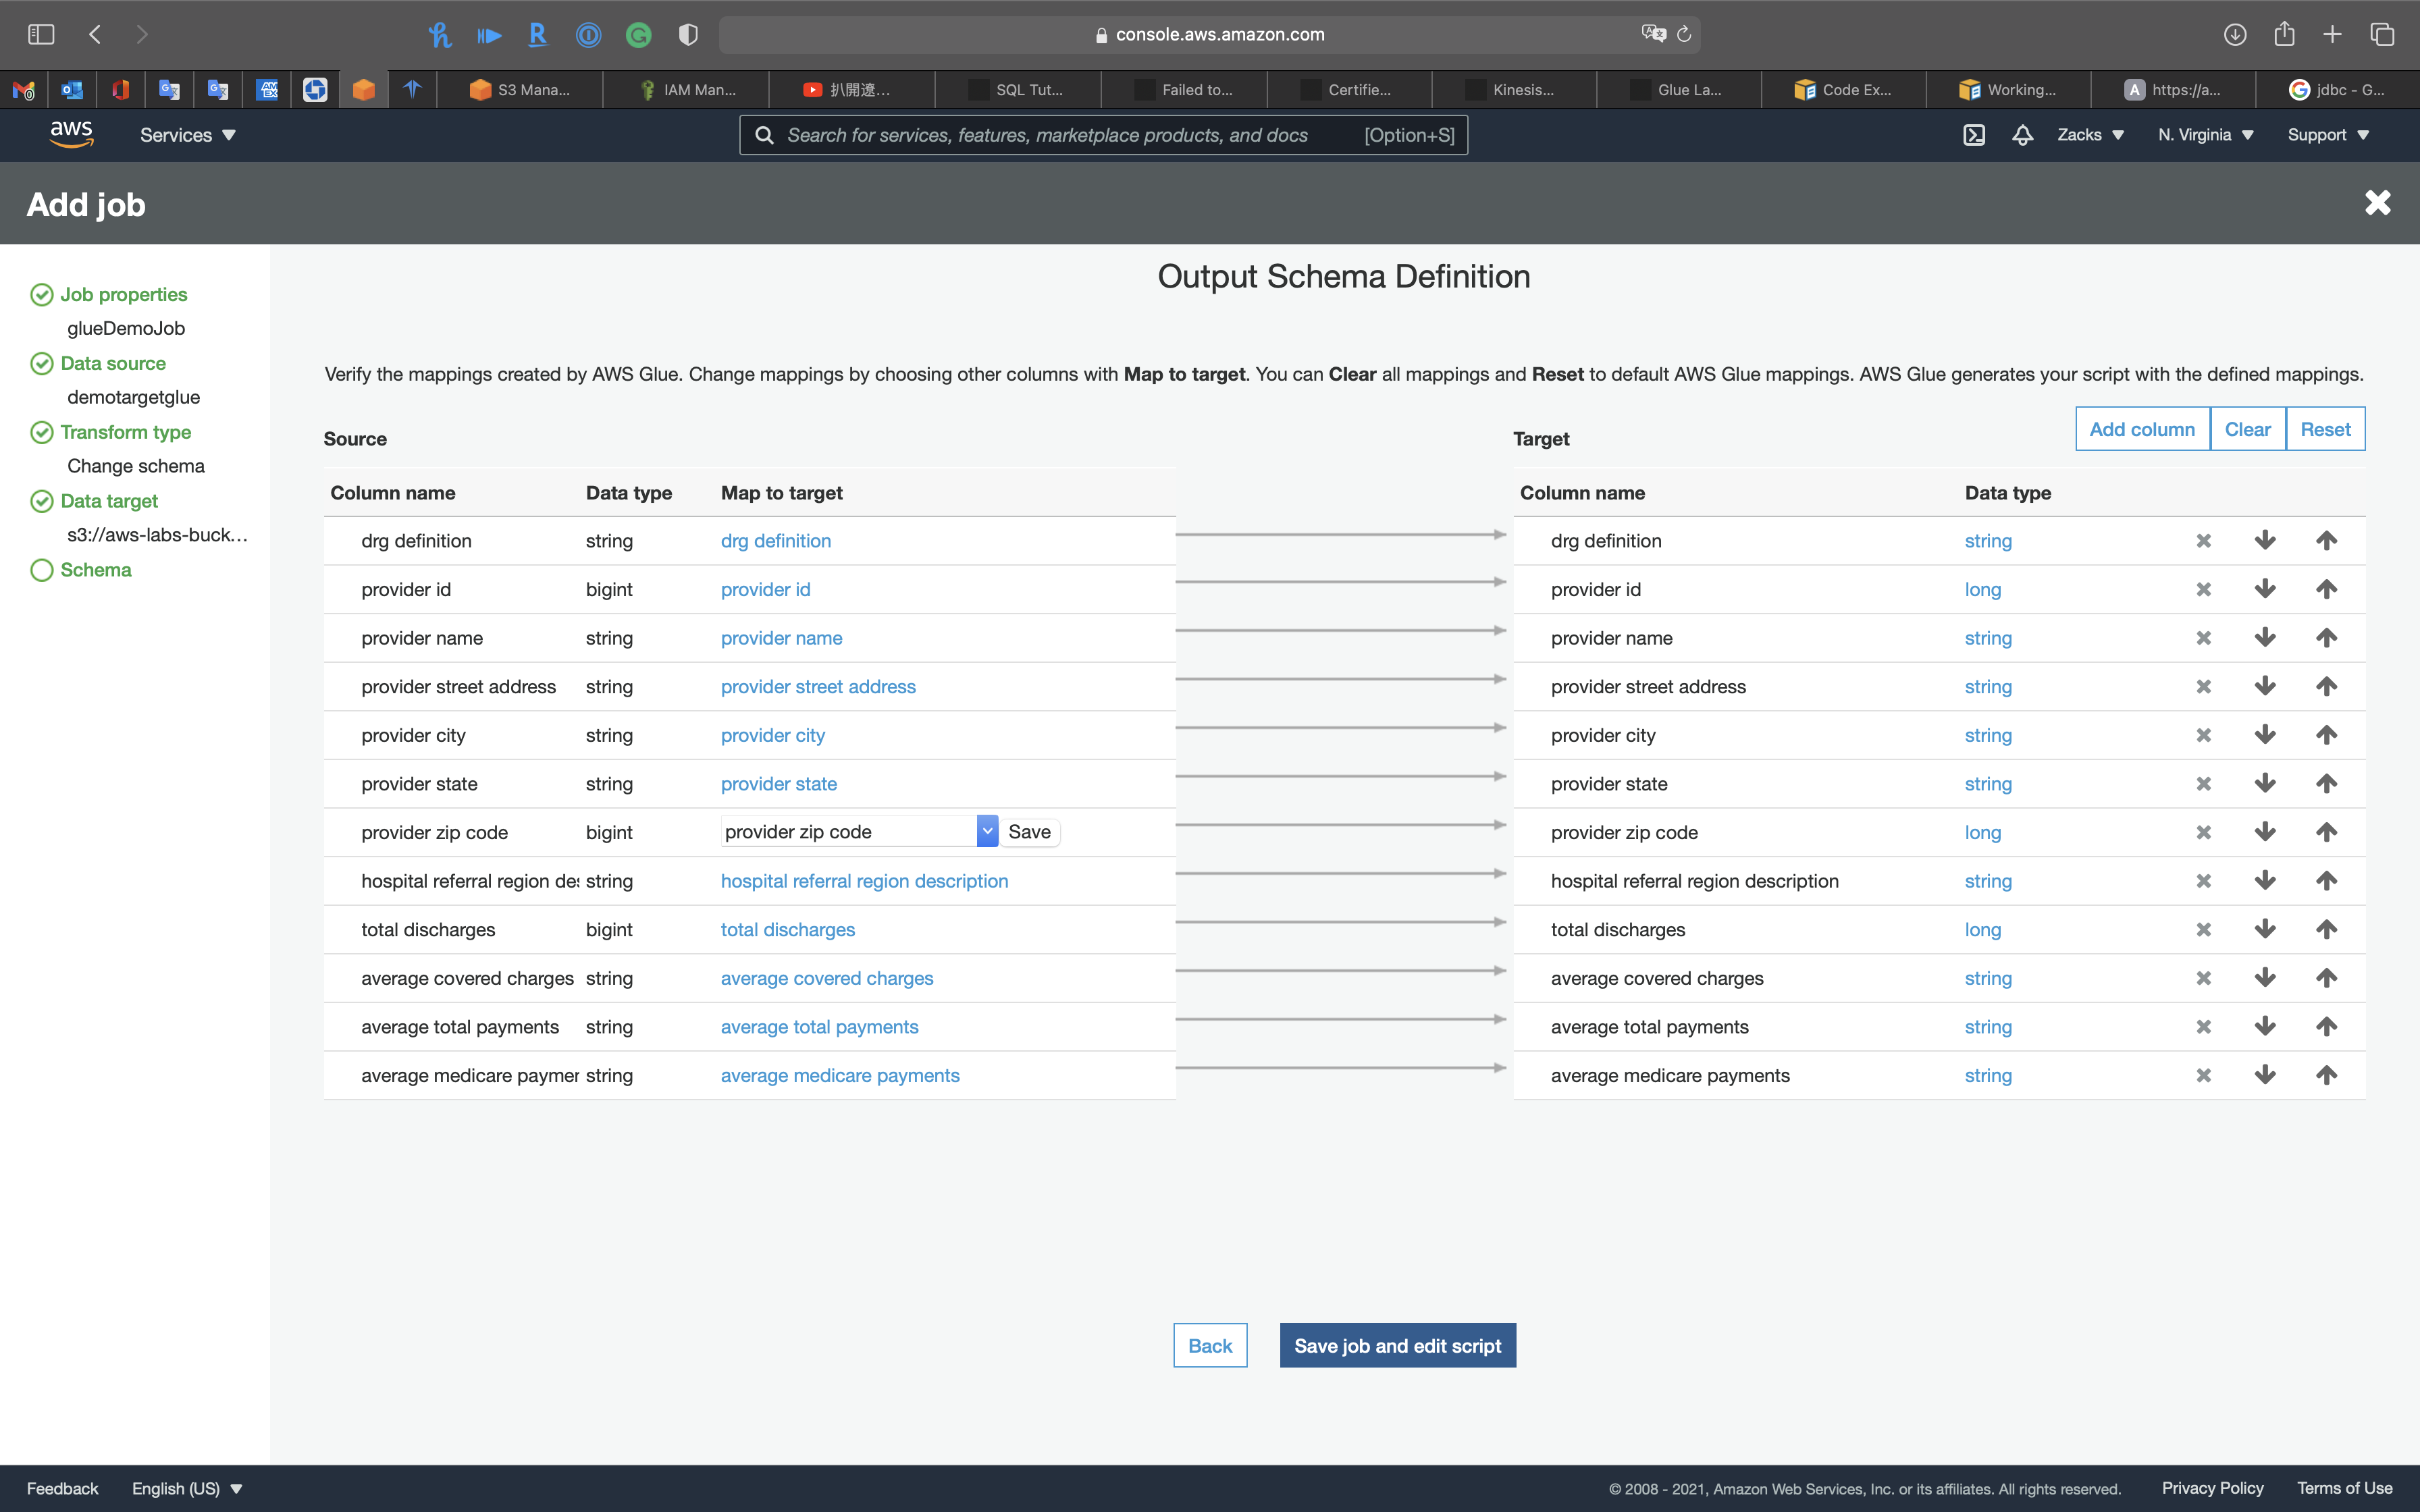 console.aws.amazon.com
S3 Mana...
IAM Man...
扒開遼...
SQL Tut...
Failed to...
Certifie...
Kinesis...
Glue La...
Code Ex...
Working...
https://a...
jdbc - G...
aws
Services
Search for services, features, marketplace products, and docs [Option+S]
Zacks
N. Virginia
Support
Add job
Job properties
glueDemoJob
Data source
demotargetglue
Transform type
Change schema
Data target
s3://aws-labs-buck...
Schema
Output Schema Definition
Verify the mappings created by AWS Glue. Change mappings by choosing other columns with Map to target. You can Clear all mappings and Reset to default AWS Glue mappings. AWS Glue generates your script with the defined mappings.
Source
Target
Add column Clear Reset
Column name Data type Map to target Column name Data type
drg definition string drg definition drg definition string
provider id bigint provider id provider id long
provider name string provider name provider name string
provider street address string provider street address provider street address string
provider city string provider city provider city string
provider state string provider state provider state string
provider zip code bigint provider zip code Save provider zip code long
hospital referral region des string hospital referral region description hospital referral region description string
total discharges bigint total discharges total discharges long
average covered charges string average covered charges average covered charges string
average total payments string average total payments average total payments string
average medicare paymer string average medicare payments average medicare payments string
Back Save job and edit script
Feedback English (US) © 2008 - 2021, Amazon Web Services, Inc. or its affiliates. All rights reserved. Privacy Policy Terms of Use